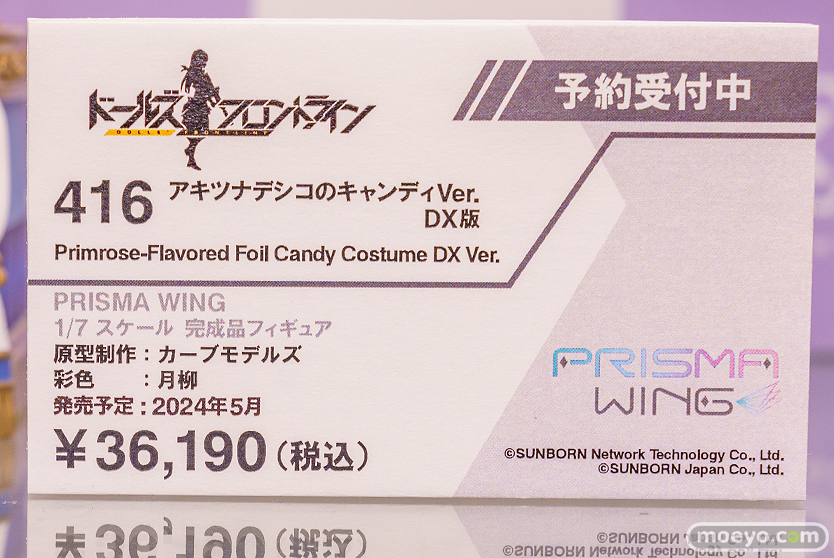 ドールズフロントライン
DOLLS' FRONTLINE
予約受付中
416 アキツナデシコのキャンディVer.
DX版
Primrose-Flavored Foil Candy Costume DX Ver.
PRISMA WING
1/7 スケール 完成品フィギュア
原型制作：カーブモデルズ
彩色　　：月柳
発売予定：2024年5月
￥36,190（税込）
PRISMA
WING
©SUNBORN Network Technology Co., Ltd.
©SUNBORN Japan Co., Ltd.
moeyo.com